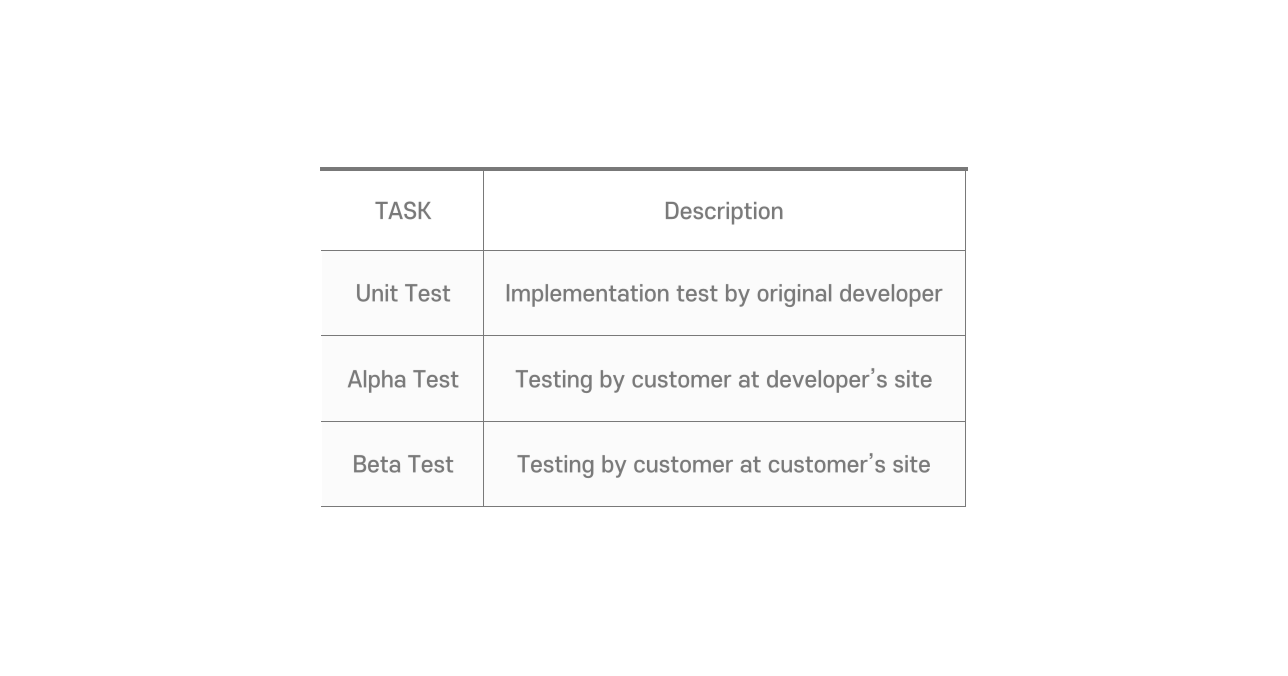 TASK Description
Unit Test Implementation test by original developer
Alpha Test Testing by customer at developer’s site
Beta Test Testing by customer at customer’s site